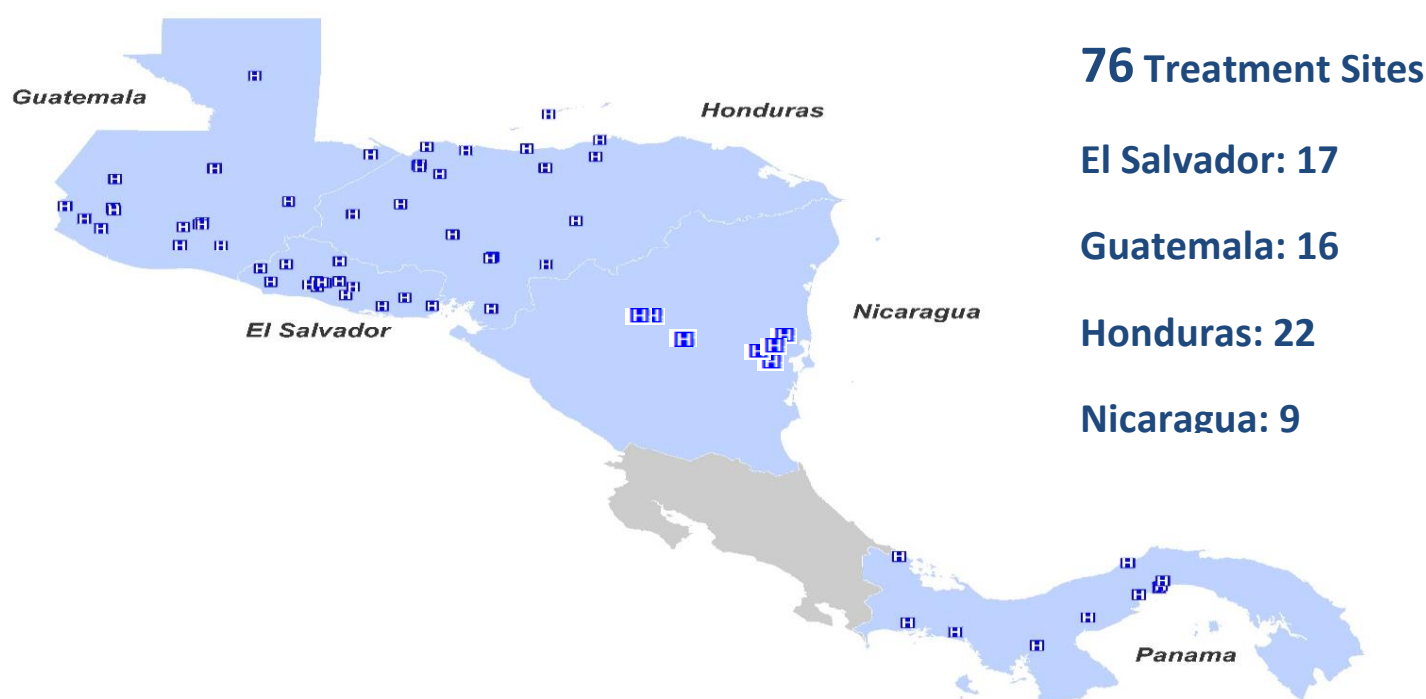 76 Treatment Sites
Guatemala
Honduras
El Salvador: 17
Guatemala: 16
Nicaragua
El Salvador
Honduras: 22
Nicaragua: 9
Panama